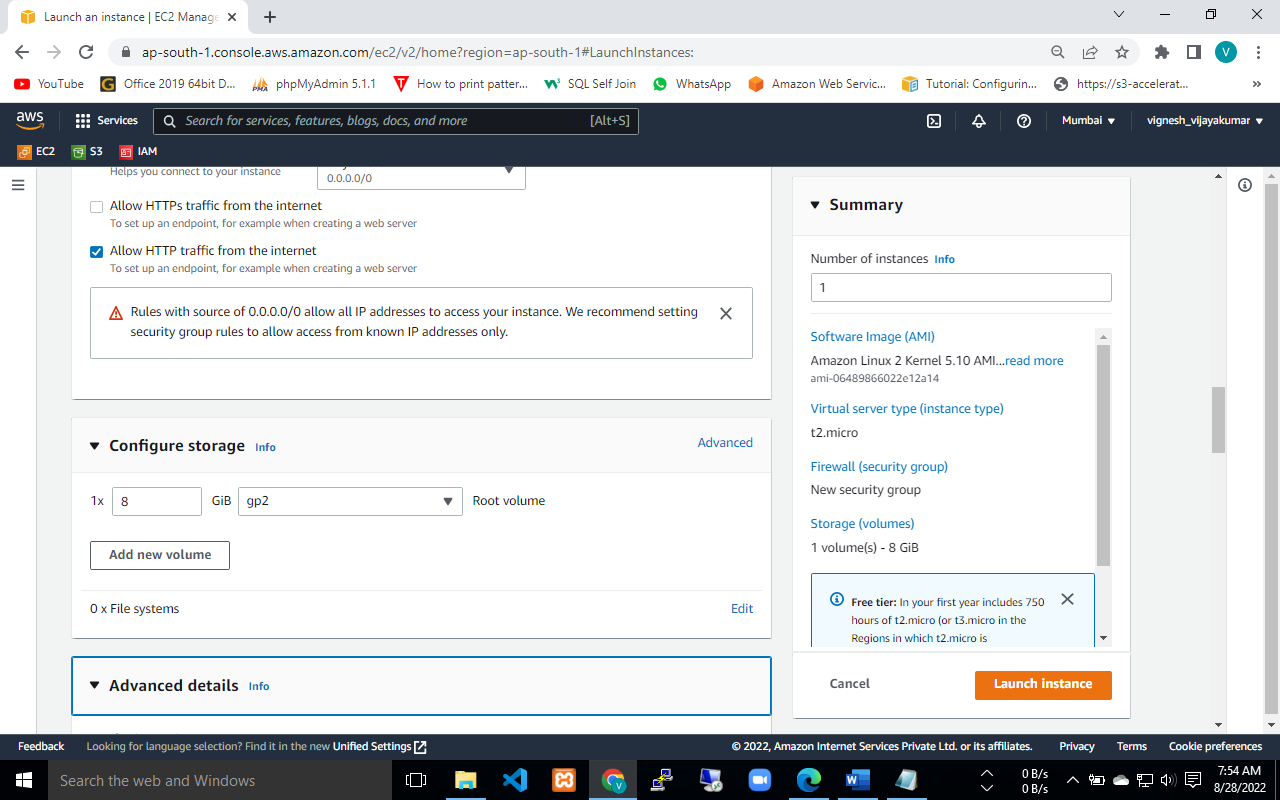 Launch an instance | EC2 Manage
ap-south-1.console.aws.amazon.com/ec2/v2/home?region=ap-south-1#LaunchInstances:
V
YouTube
Office 2019 64bit D...
phpMyAdmin 5.1.1
How to print patter...
SQL Self Join
WhatsApp
Amazon Web Servic...
Tutorial: Configurin...
https://s3-accelerat...
»
aws
Services
Search for services, features, blogs, docs, and more
[Alt+S]
Mumbai
vignesh_vijayakumar
EC2
S3
IAM
Helps you connect to your instance
0.0.0.0/0
Allow HTTPs traffic from the internet
To set up an endpoint, for example when creating a web server
Allow HTTP traffic from the internet
To set up an endpoint, for example when creating a web server
Rules with source of 0.0.0.0/0 allow all IP addresses to access your instance. We recommend setting
security group rules to allow access from known IP addresses only.
Configure storage Info
Advanced
1x
8
GiB
gp2
Root volume
Add new volume
0 x File systems
Edit
Advanced details Info
Summary
Number of instances Info
1
Software Image (AMI)
Amazon Linux 2 Kernel 5.10 AMI...read more
ami-06489866022e12a14
Virtual server type (instance type)
t2.micro
Firewall (security group)
New security group
Storage (volumes)
1 volume(s) - 8 GiB
Free tier: In your first year includes 750
hours of t2.micro (or t3.micro in the
Regions in which t2.micro is
Cancel
Launch instance
Feedback
Looking for language selection? Find it in the new Unified Settings
© 2022, Amazon Internet Services Private Ltd. or its affiliates.
Privacy
Terms
Cookie preferences
Search the web and Windows
0 B/s
0 B/s
7:54 AM
8/28/2022